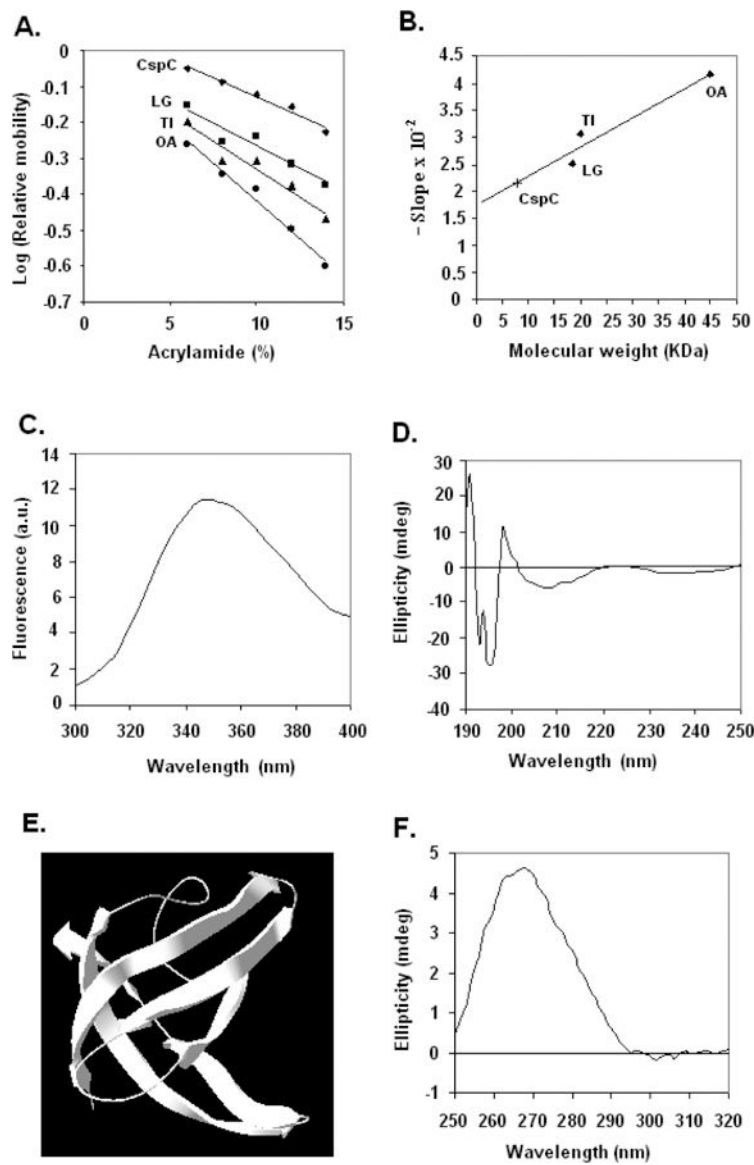 A.
-0
-0.1
-0.2
-0.3
-0.4
-0.5
-0.6
-0.7
Log (Relative mobility)
CspC
LG
TI
OA
0
5
10
15
Acrylamide (%)
B.
4.5
4
3.5
3
2.5
2
1.5
1
0.5
0
– Slope x 10-2
OA
TI
LG
CspC
0 5 10 15 20 25 30 35 40 45 50
Molecular weight (KDa)
C.
14
12
10
8
6
4
2
0
Fluorescence (a.u.)
300 320 340 360 380 400
Wavelength (nm)
D.
30
20
10
0
-10
-20
-30
-40
Ellipticity (mdeg)
190 200 210 220 230 240 250
Wavelength (nm)
E.
F.
5
4
3
2
1
0
-1
Ellipticity (mdeg)
250 260 270 280 290 300 310 320
Wavelength (nm)